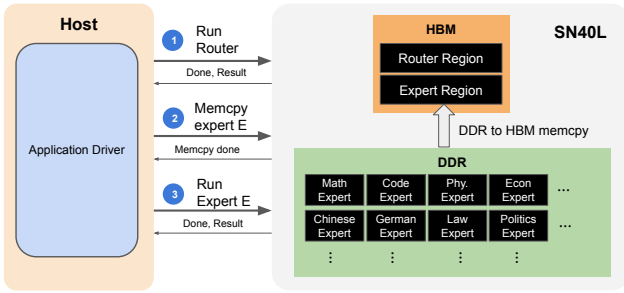 Host
Application Driver
1
Run
Router
Done, Result
2
Memcpy
expert E
Memcpy done
3
Run
Expert E
Done, Result
SN40L
HBM
Router Region
Expert Region
DDR to HBM memcpy
DDR
Math
Expert
Code
Expert
Phy.
Expert
Econ
Expert
...
Chinese
Expert
German
Expert
Law
Expert
Politics
Expert
...